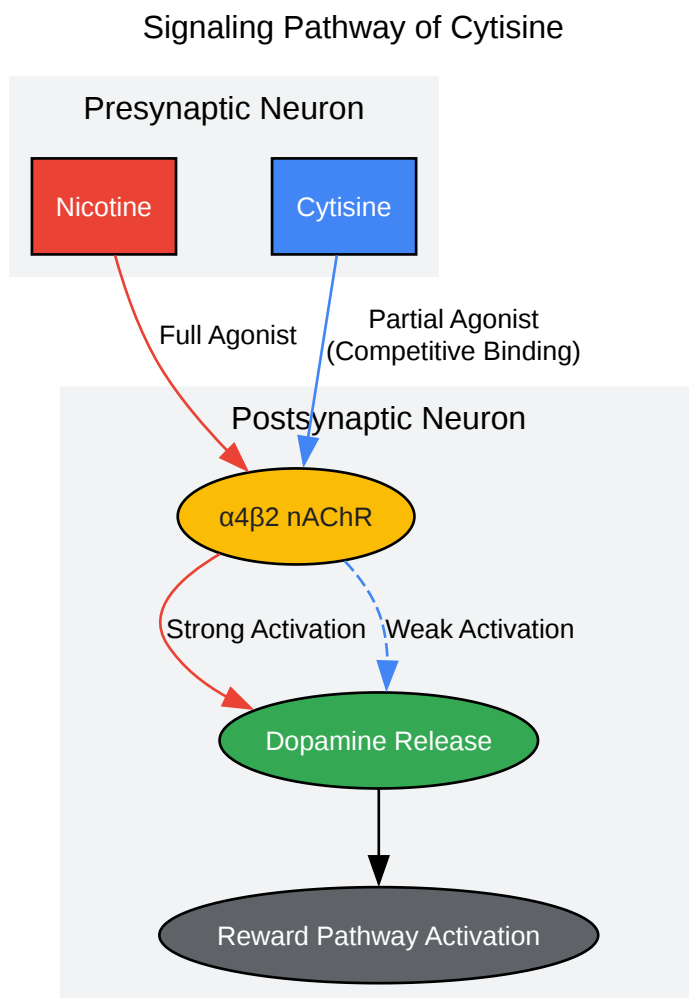 Signaling Pathway of Cytisine
Presynaptic Neuron
Nicotine
Cytisine
Full Agonist
Partial Agonist
(Competitive Binding)
Postsynaptic Neuron
α4β2 nAChR
Strong Activation
Weak Activation
Dopamine Release
Reward Pathway Activation